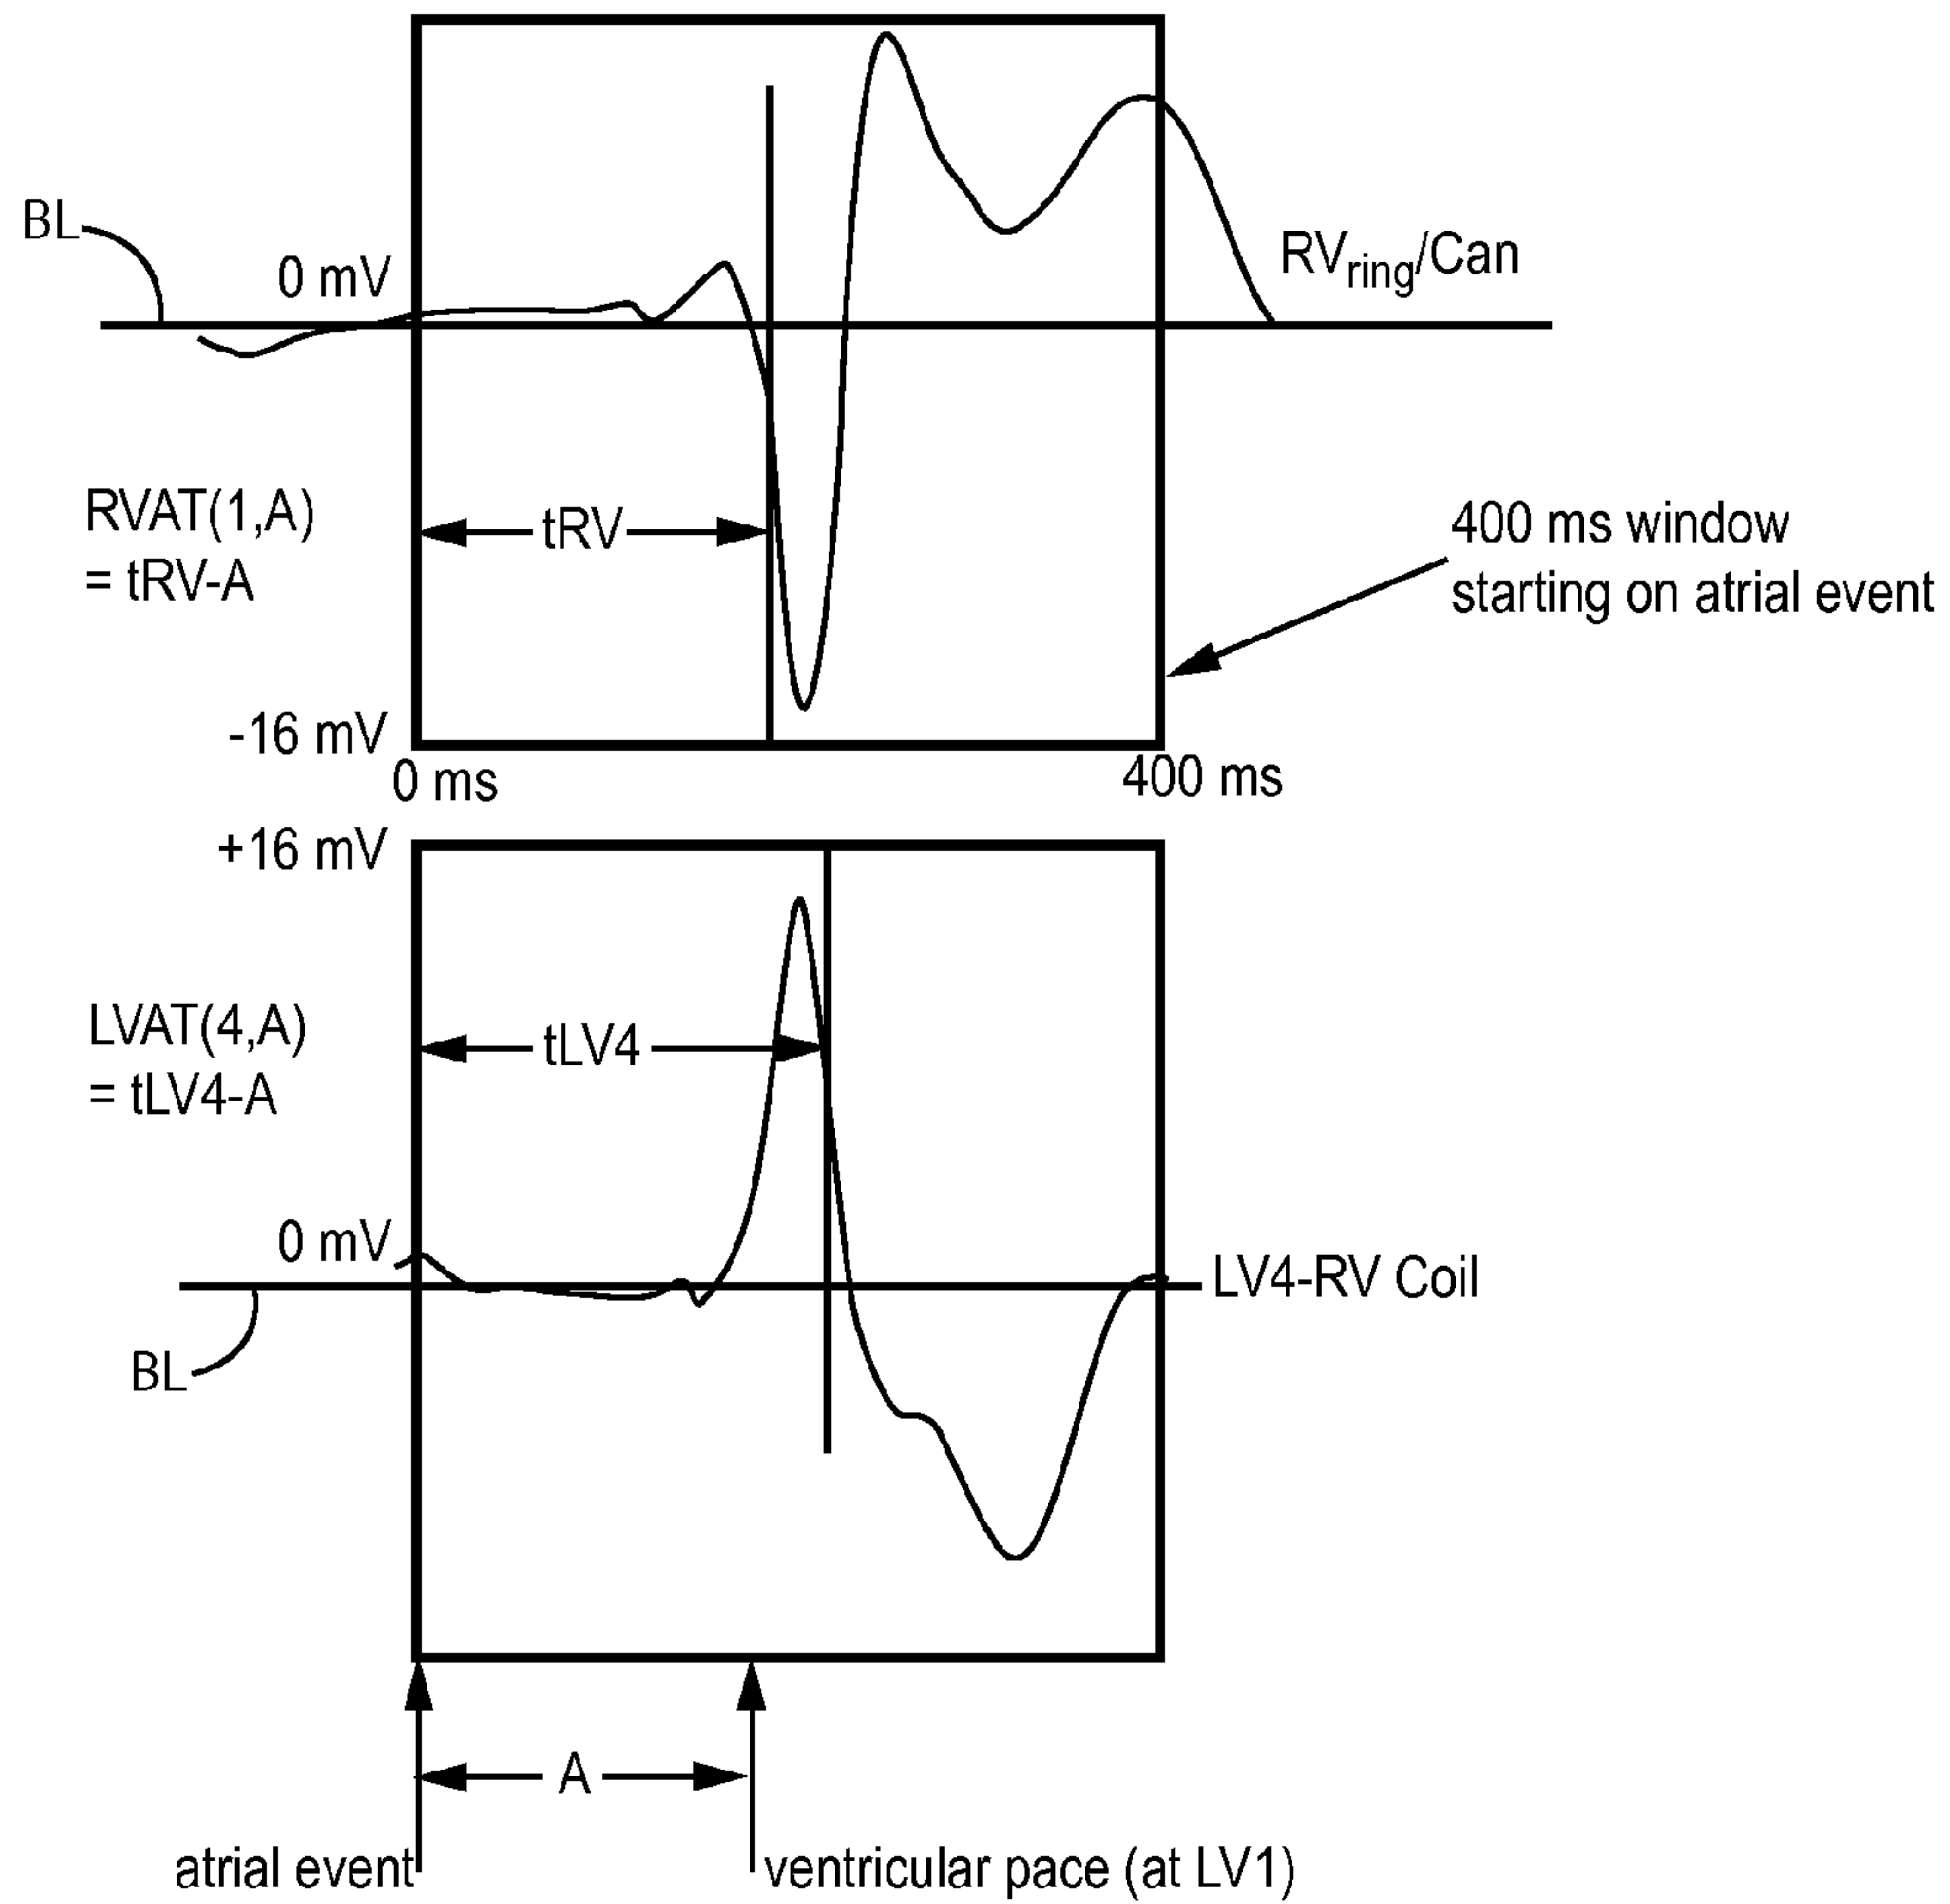 BL
0 mV
RVring/Can
RVAT(1,A)
= tRV-A
tRV
400 ms window
starting on atrial event
-16 mV
0 ms
400 ms
+16 mV
LVAT(4,A)
= tLV4-A
tLV4
0 mV
LV4-RV Coil
BL
A
atrial event
ventricular pace (at LV1)